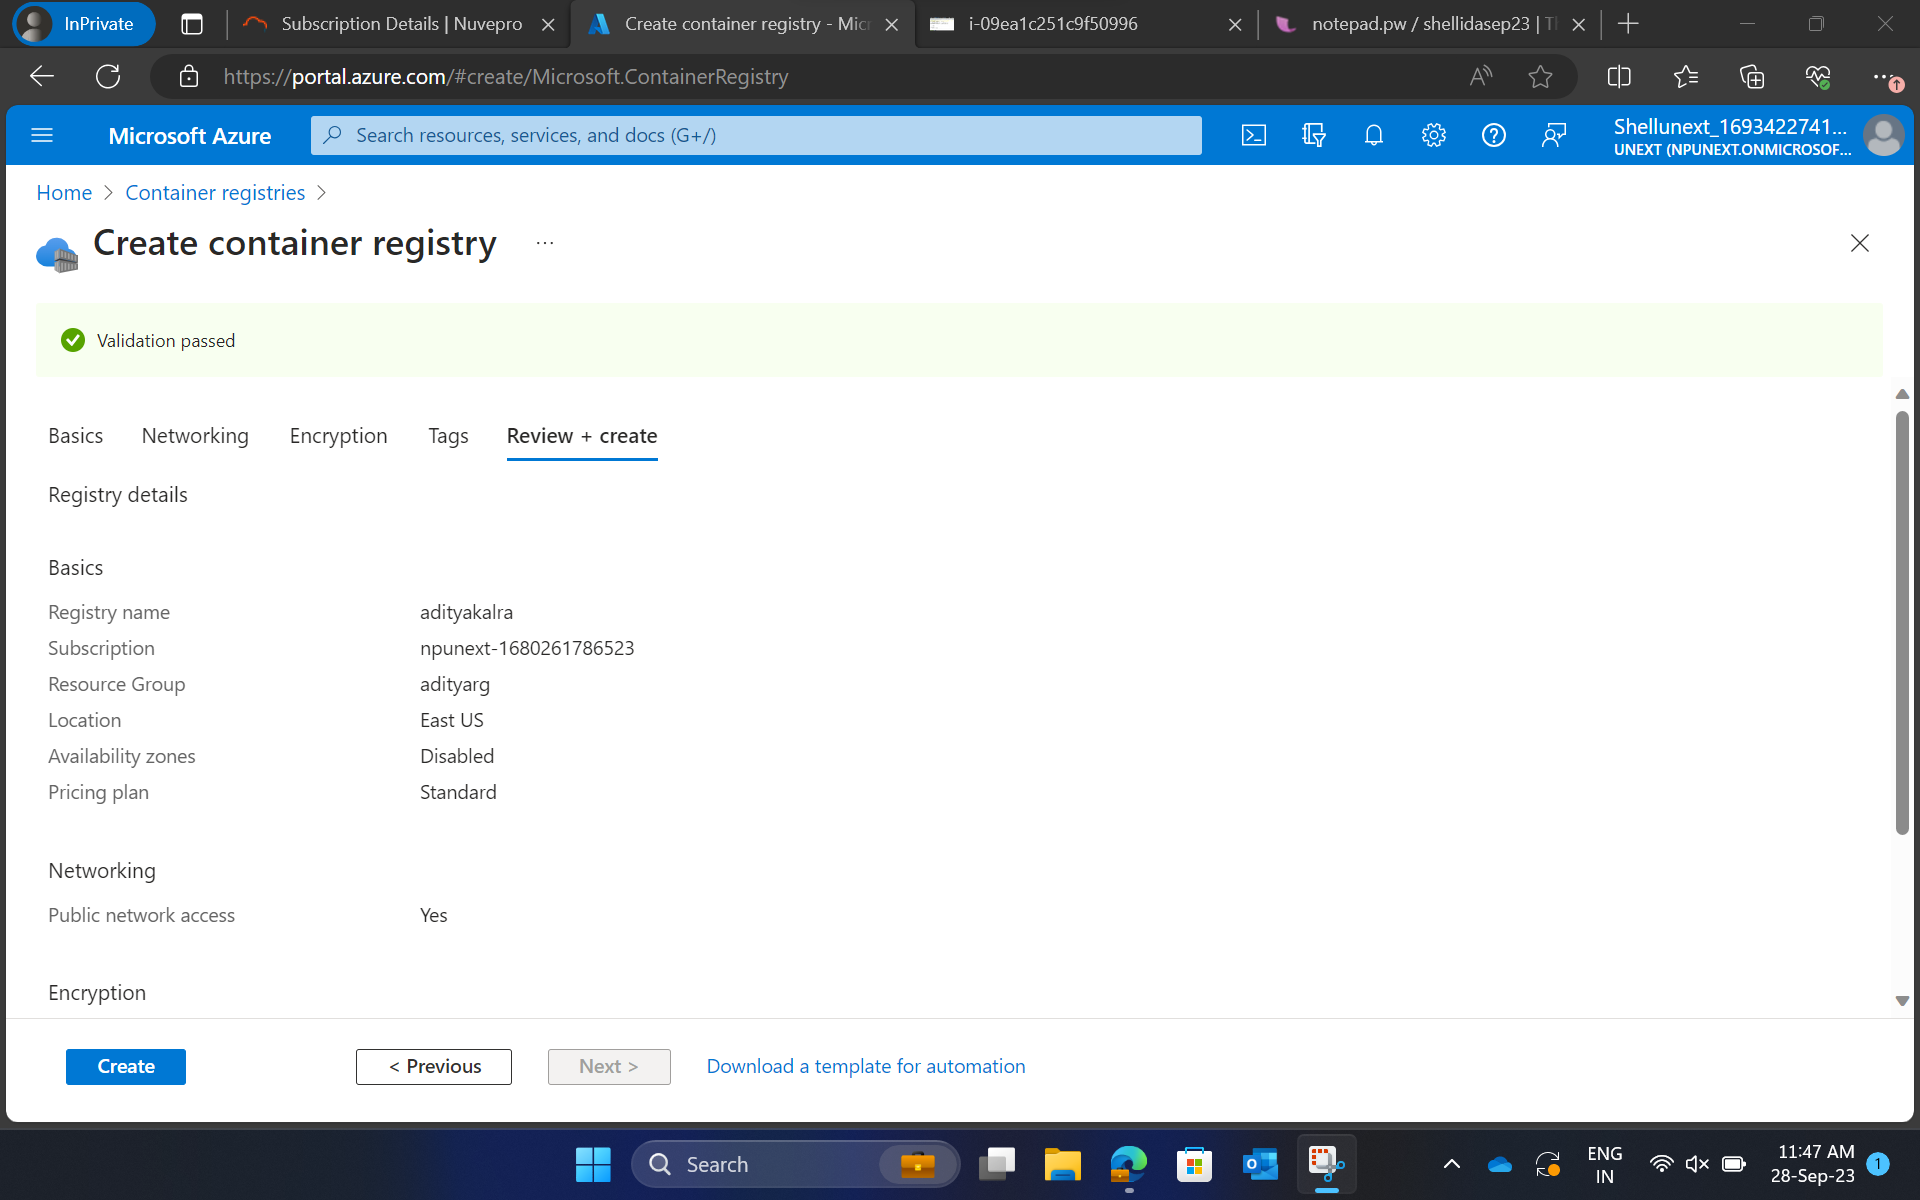 InPrivate
Subscription Details | Nuvepro
Create container registry - Mic
i-09ea1c251c9f50996
notepad.pw / shellidasep23 | Tl
https://portal.azure.com/#create/Microsoft.ContainerRegistry
Microsoft Azure
Search resources, services, and docs (G+/)
Shellunext_1693422741...
UNEXT (NPUNEXT.ONMICROSOF...
Home > Container registries >
Create container registry ...
Validation passed
Basics Networking Encryption Tags Review + create
Registry details
Basics
Registry name adityakalra
Subscription npunext-1680261786523
Resource Group adityarg
Location East US
Availability zones Disabled
Pricing plan Standard
Networking
Public network access Yes
Encryption
Create < Previous Next > Download a template for automation
Search
ENG
IN
11:47 AM
28-Sep-23
1